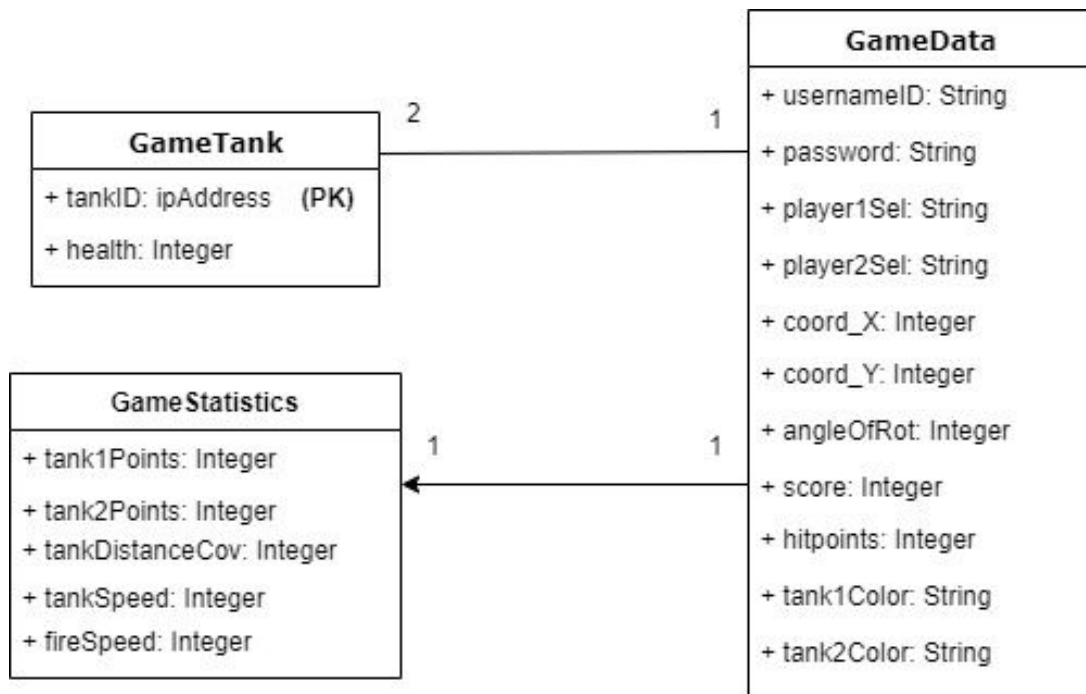 GameTank
+ tankID: ipAddress (PK)
+ health: Integer
2
1
GameData
+ usernameID: String
+ password: String
+ player1Sel: String
+ player2Sel: String
+ coord_X: Integer
+ coord_Y: Integer
+ angleOfRot: Integer
+ score: Integer
+ hitpoints: Integer
+ tank1Color: String
+ tank2Color: String
GameStatistics
+ tank1Points: Integer
+ tank2Points: Integer
+ tankDistanceCov: Integer
+ tankSpeed: Integer
+ fireSpeed: Integer
1
1